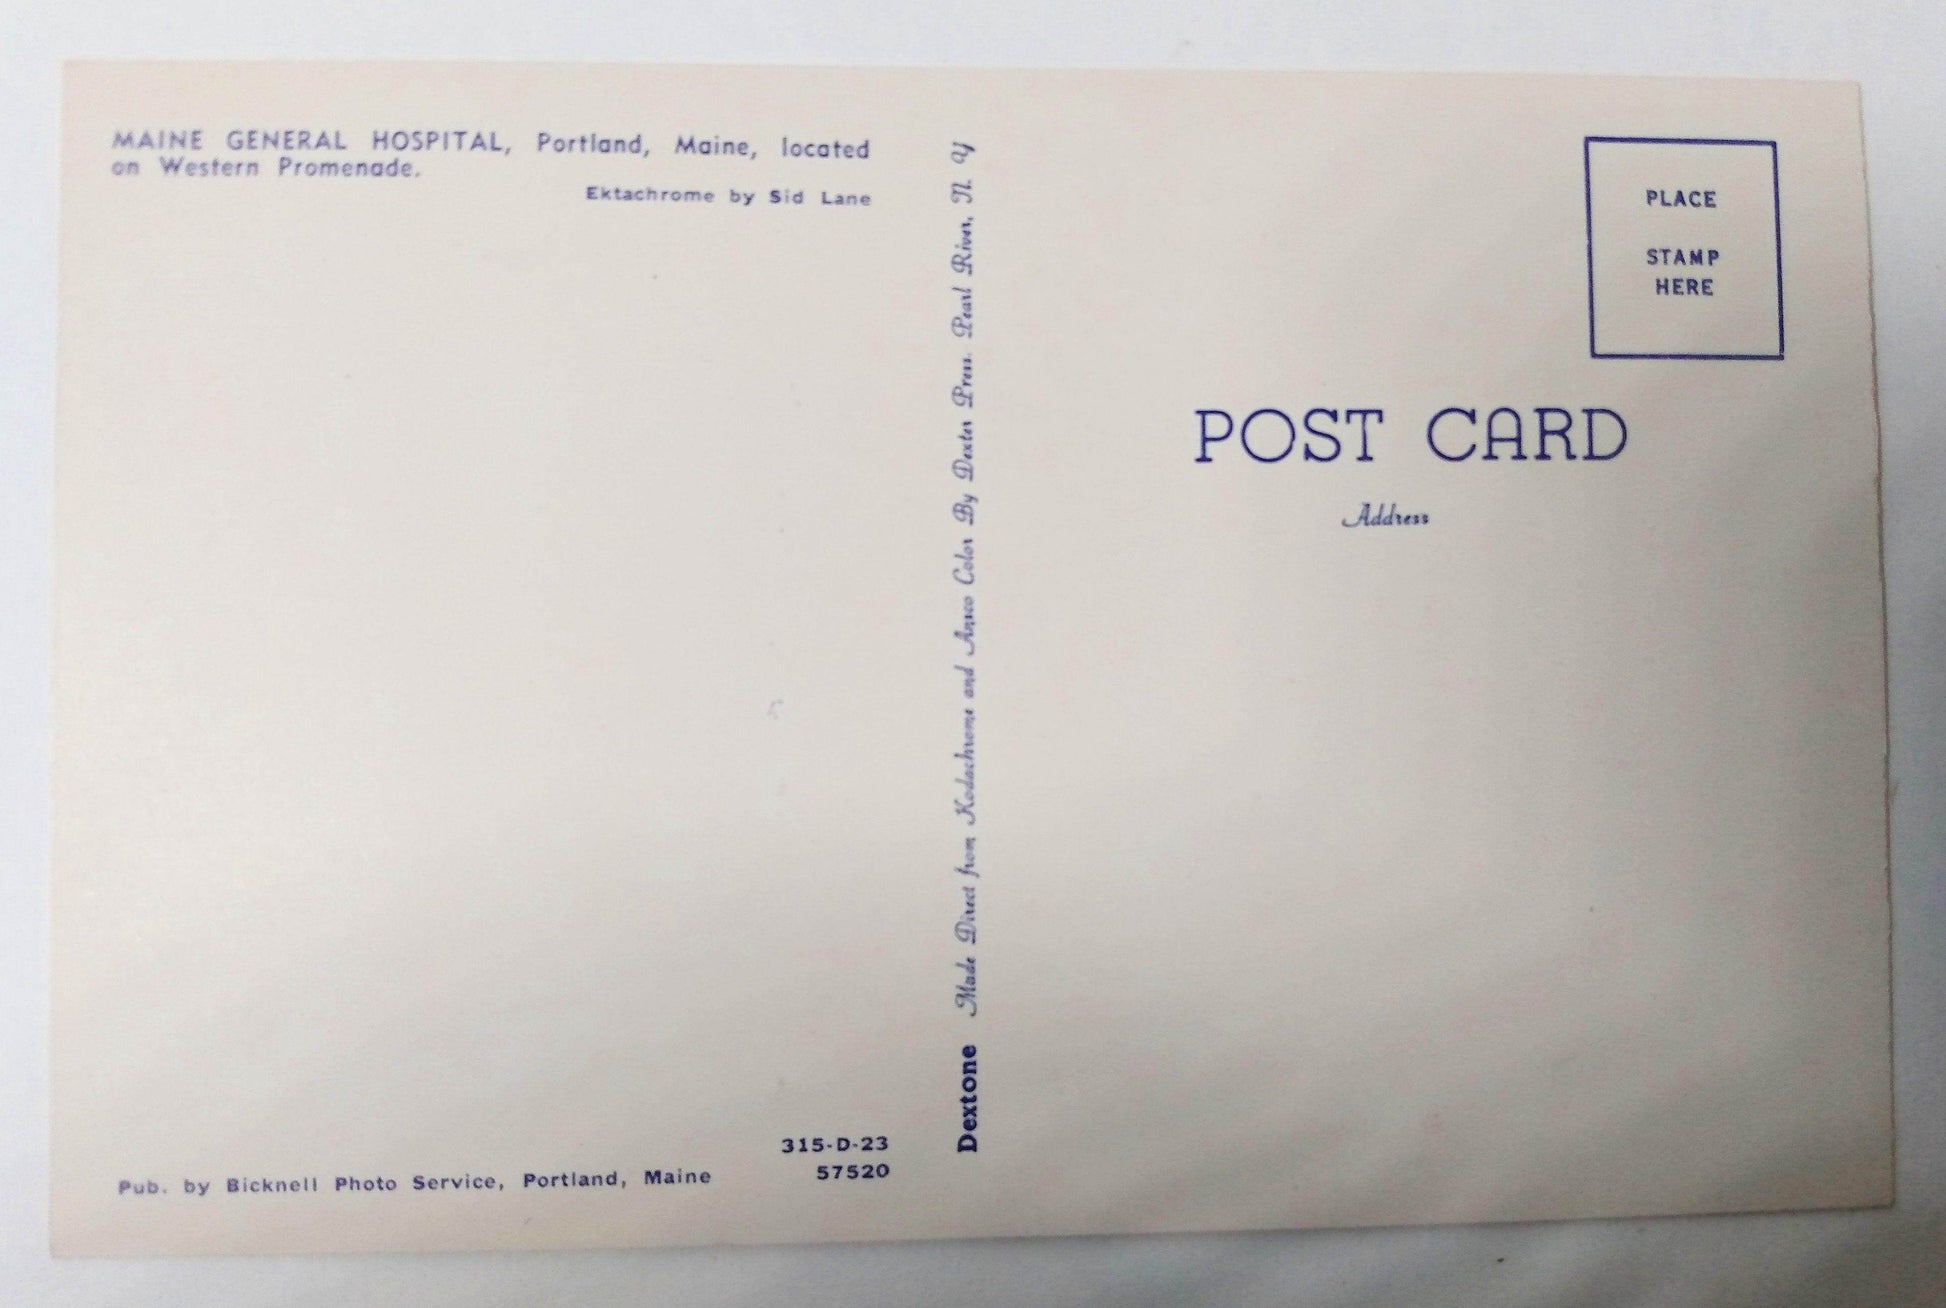 MAINE GENERAL HOSPITAL, Portland, Maine, located
on Western Promenade.
Ektachrome by Sid Lane
315-D-23
57520
Pub. by Bicknell Photo Service, Portland, Maine
Dextone Made Direct from Kodachrome and Ansco Color By Dexter Press. Pearl River, N. Y
PLACE
STAMP
HERE
POST CARD
Address